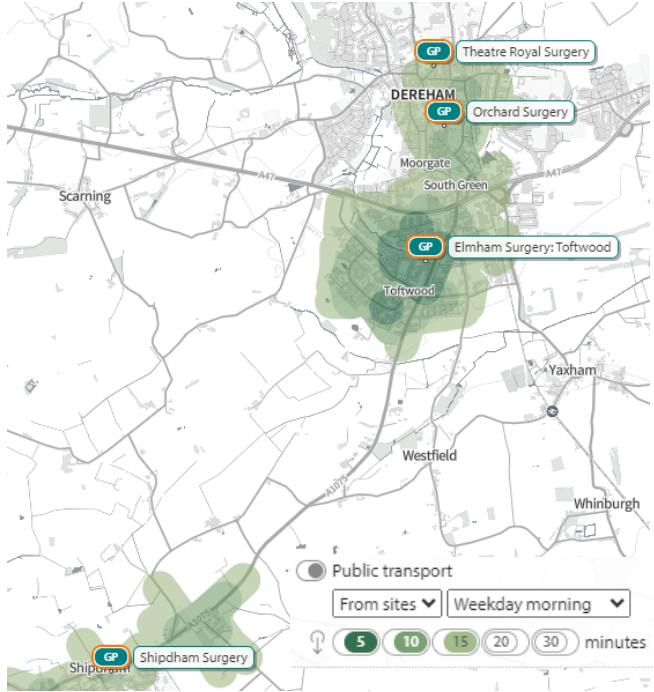 GP Theatre Royal Surgery
DEREHAM
GP Orchard Surgery
Moorgate
South Green
A47
A47
Scarning
GP Elmham Surgery: Toftwood
Toftwood
Yaxham
Westfield
A1075
Whinburgh
Public transport
From sites Weekday morning
5 10 15 20 30 minutes
A1075
GP Shipdham Surgery